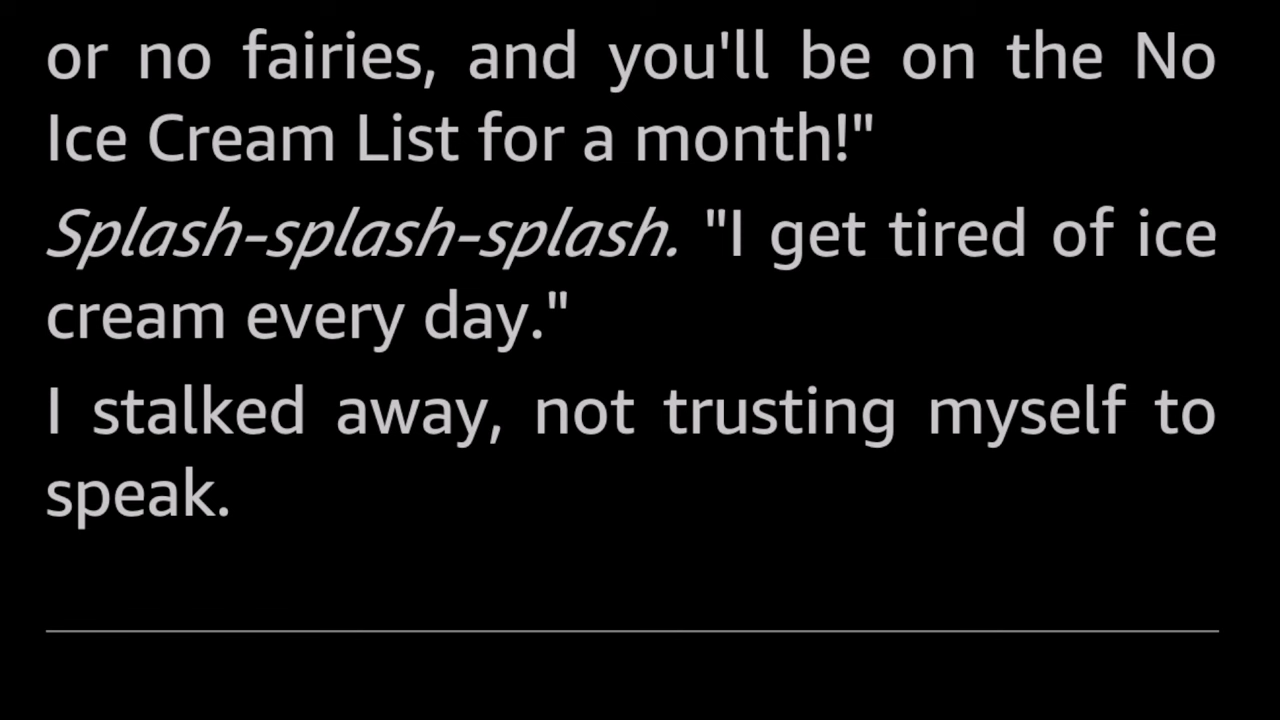 or no fairies, and you'll be on the No
Ice Cream List for a month!"
Splash-splash-splash. "I get tired of ice
cream every day."
I stalked away, not trusting myself to
speak.